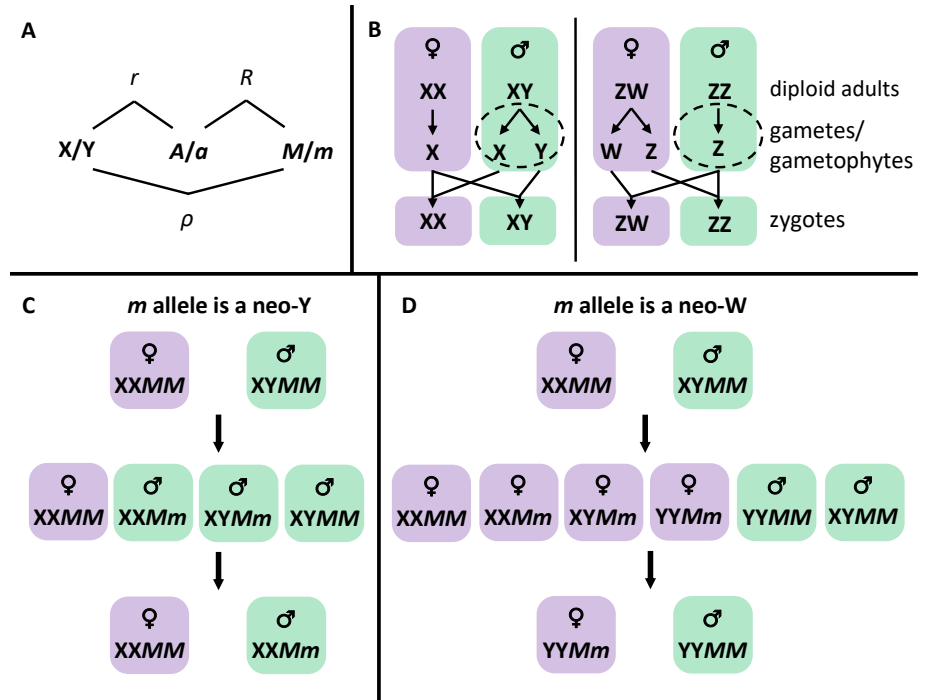 A
r R
X/Y A/a M/m
ρ
B
♀ ♂ ♀ ♂
XX XY ZW ZZ diploid adults
X X Y W Z Z gametes/
gametophytes
XX XY ZW ZZ zygotes
C m allele is a neo-Y
♀ ♂
XXMM XYMM
♀ ♂ ♂ ♂
XXMM XXMm XYMm XYMM
♀ ♂
XXMM XXMm
D m allele is a neo-W
♀ ♂
XXMM XYMM
♀ ♀ ♀ ♀ ♂ ♂
XXMM XXMm XYMm YYMm YYMM XYMM
♀ ♂
YYMm YYMM